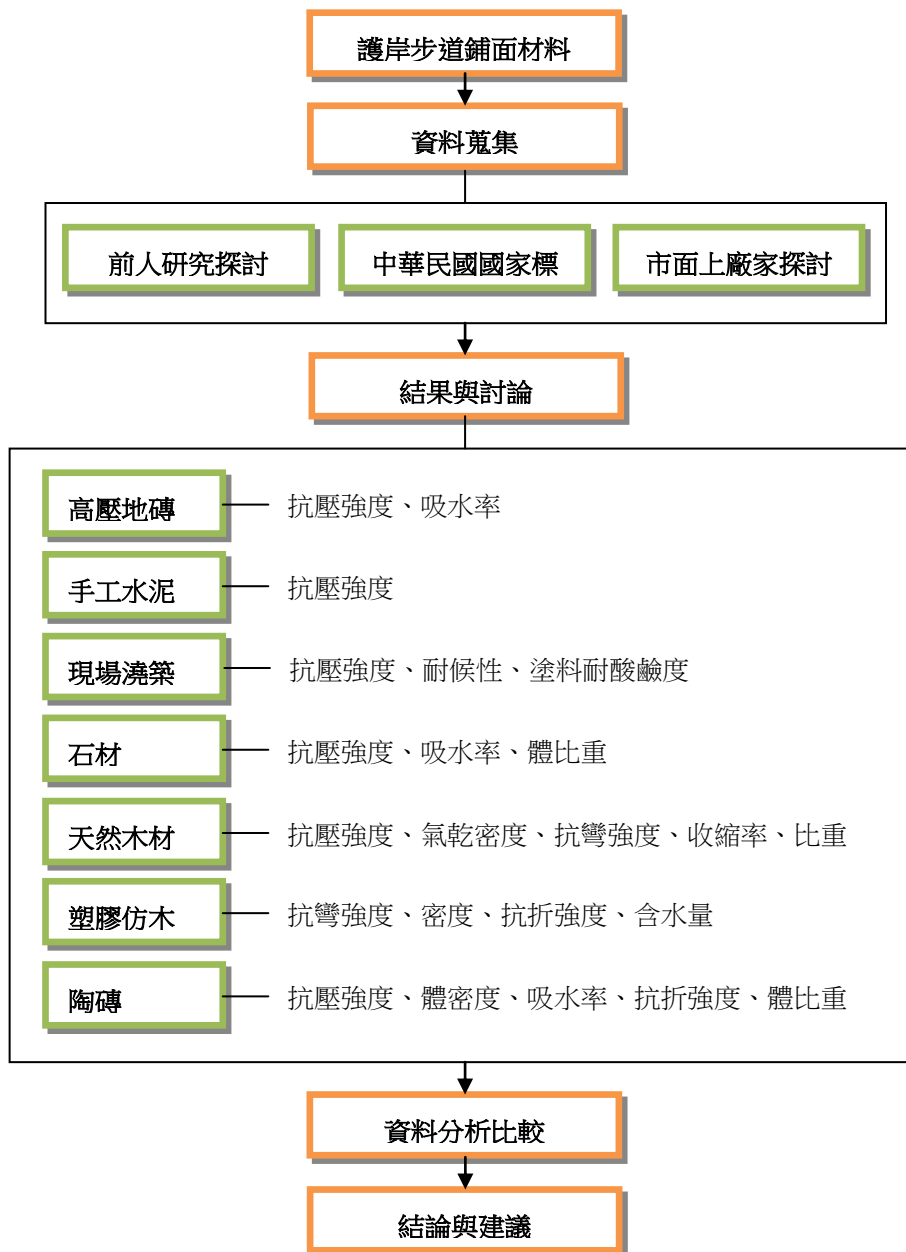 護岸步道鋪面材料
資料蒐集
前人研究探討
中華民國國家標
市面上廠家探討
結果與討論
高壓地磚 抗壓強度、吸水率
手工水泥 抗壓強度
現場澆築 抗壓強度、耐候性、塗料耐酸鹼度
石材 抗壓強度、吸水率、體比重
天然木材 抗壓強度、氣乾密度、抗彎強度、收縮率、比重
塑膠仿木 抗彎強度、密度、抗折強度、含水量
陶磚 抗壓強度、體密度、吸水率、抗折強度、體比重
資料分析比較
結論與建議